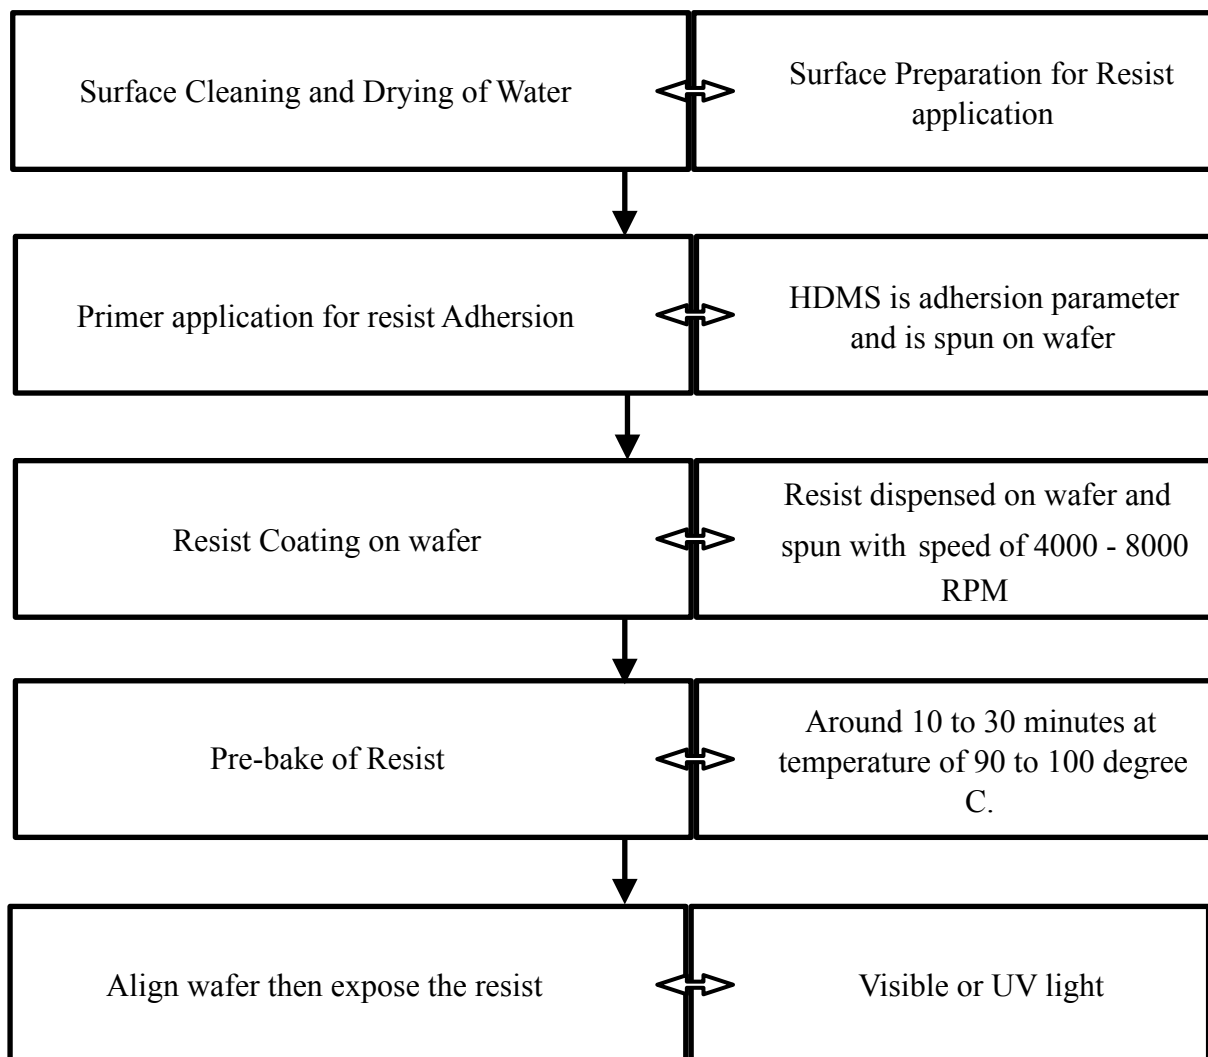 Surface Cleaning and Drying of Water
Surface Preparation for Resist
application
Primer application for resist Adhersion
HDMS is adhersion parameter
and is spun on wafer
Resist Coating on wafer
Resist dispensed on wafer and
spun with speed of 4000 - 8000
RPM
Pre-bake of Resist
Around 10 to 30 minutes at
temperature of 90 to 100 degree
C.
Align wafer then expose the resist
Visible or UV light